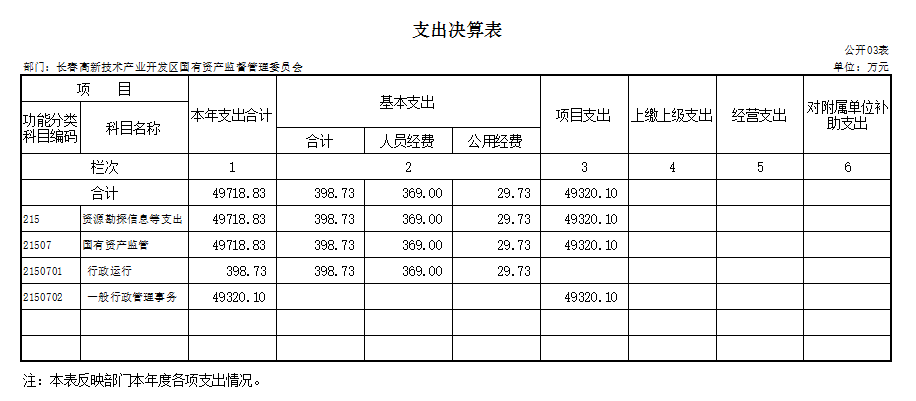 支出决算表
公开03表
部门：长春高新技术产业开发区国有资产监督管理委员会 单位：万元
项 目 本年支出合计 基本支出 项目支出 上缴上级支出 经营支出 对附属单位补助支出
功能分类科目编码 科目名称 合计 人员经费 公用经费
栏次 1 2 3 4 5 6
合计 49718.83 398.73 369.00 29.73 49320.10
215 资源勘探信息等支出 49718.83 398.73 369.00 29.73 49320.10
21507 国有资产监管 49718.83 398.73 369.00 29.73 49320.10
2150701 行政运行 398.73 398.73 369.00 29.73
2150702 一般行政管理事务 49320.10 49320.10
注：本表反映部门本年度各项支出情况。